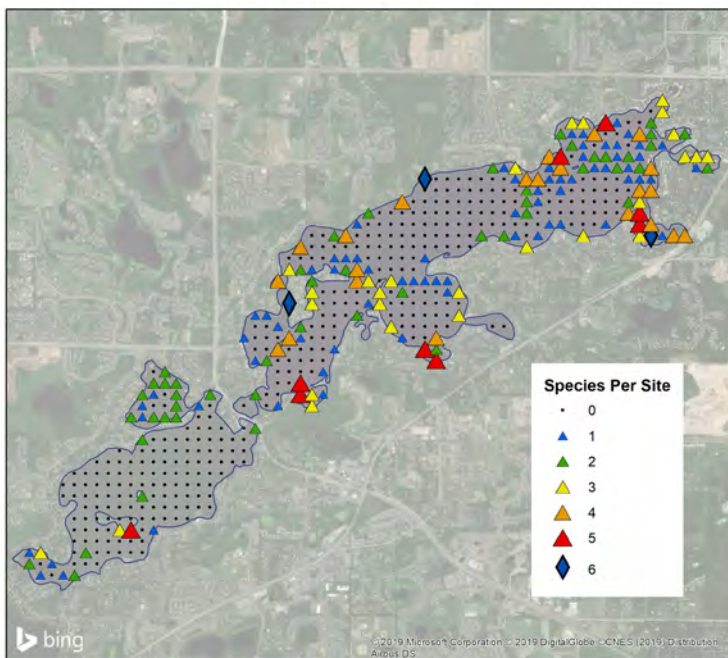 Species Per Site
0
1
2
3
4
5
6
bing
© 2019 Microsoft Corporation © 2019 DigitalGlobe ©CNES (2019) Distribution
Airbus DS